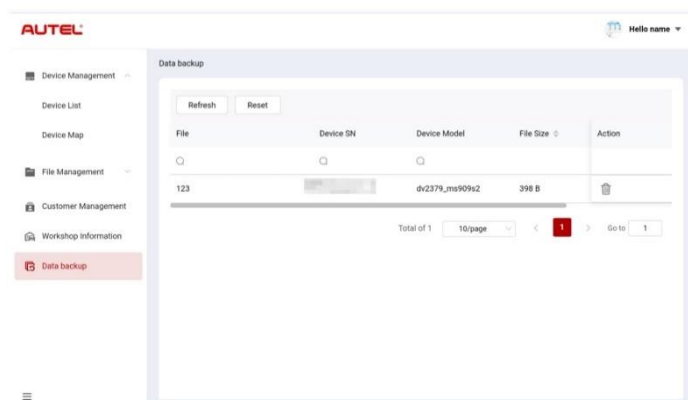 AUTEL
Hello name
Device Management
Device List
Device Map
File Management
Customer Management
Workshop Information
Data backup
Data backup
Refresh Reset
File Device SN Device Model File Size Action
123 dv2379_ms909s2 398 B
Total of 1 10/page < 1 > Go to 1